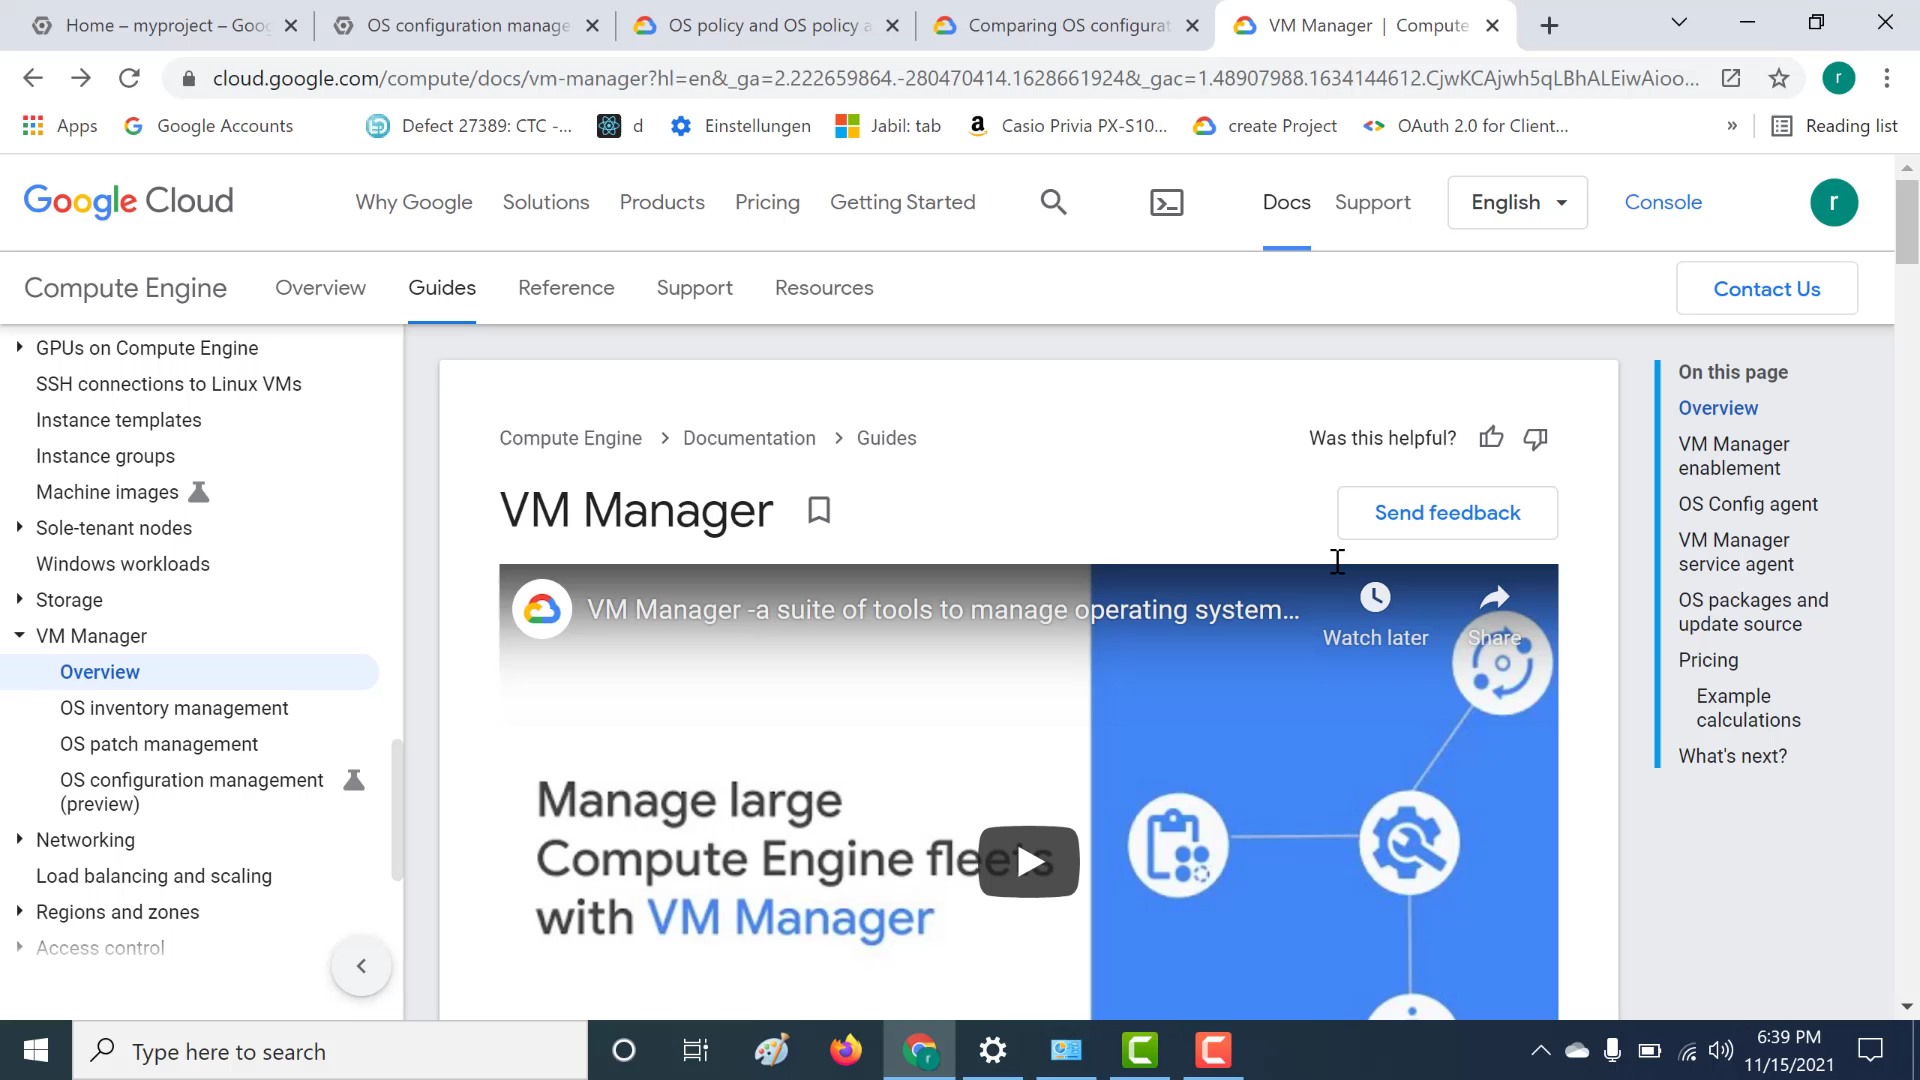 Home – myproject – Goog
OS configuration manage
OS policy and OS policy a
Comparing OS configurat
VM Manager | Compute
cloud.google.com/compute/docs/vm-manager?hl=en&_ga=2.222659864.-280470414.1628661924&_gac=1.48907988.1634144612.CjwKCAjwh5qLBhALEiwAioo...
r
Apps
Google Accounts
Defect 27389: CTC -...
d
Einstellungen
Jabil: tab
Casio Privia PX-S10...
create Project
OAuth 2.0 for Client...
»
Reading list
Google Cloud
Why Google
Solutions
Products
Pricing
Getting Started
Docs
Support
English
Console
r
Compute Engine
Overview
Guides
Reference
Support
Resources
Contact Us
GPUs on Compute Engine
SSH connections to Linux VMs
Instance templates
Instance groups
Machine images
Sole-tenant nodes
Windows workloads
Storage
VM Manager
Overview
OS inventory management
OS patch management
OS configuration management
(preview)
Networking
Load balancing and scaling
Regions and zones
Access control
Compute Engine > Documentation > Guides
Was this helpful?
VM Manager
Send feedback
VM Manager -a suite of tools to manage operating system...
Watch later
Share
Manage large
Compute Engine fleets
with VM Manager
On this page
Overview
VM Manager
enablement
OS Config agent
VM Manager
service agent
OS packages and
update source
Pricing
Example
calculations
What's next?
Type here to search
6:39 PM
11/15/2021